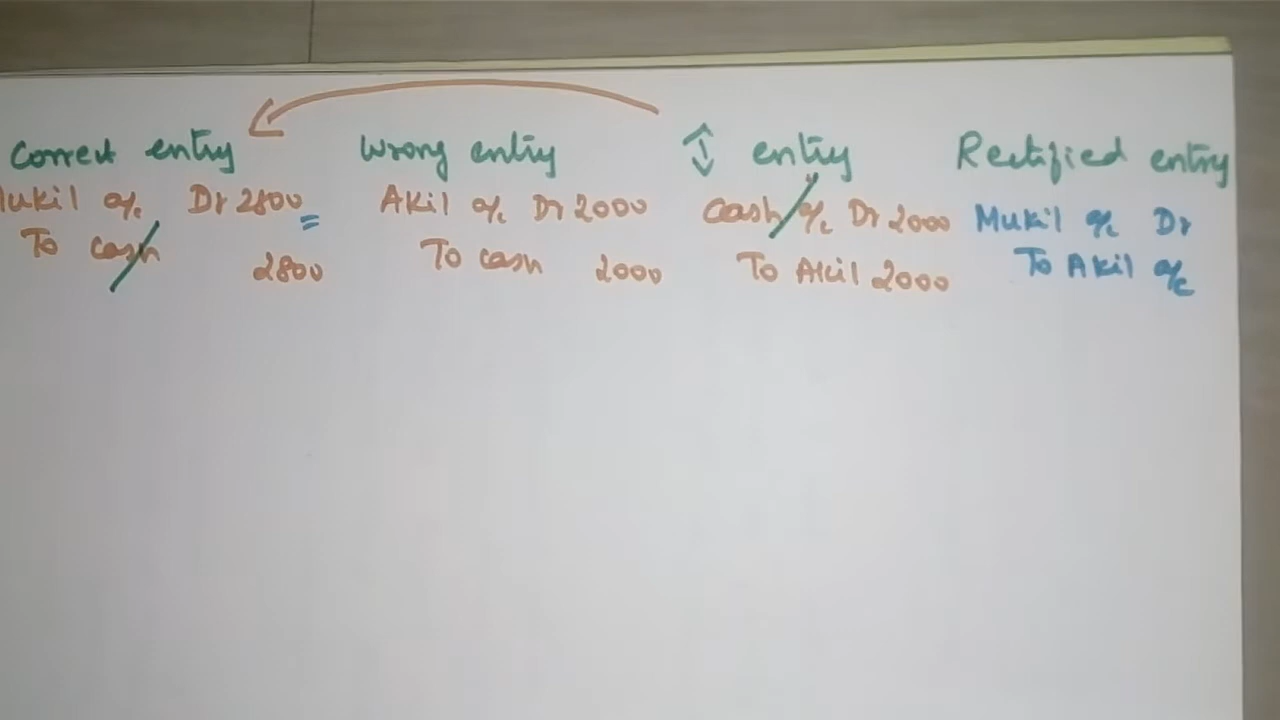 Correct entry
Mukil a/c Dr 2800
To cash
2800
Wrong entry
Akil a/c Dr 2000
To cash 2000
entry
Cash a/c Dr 2000
To Akil 2000
Rectified entry
Mukil a/c Dr
To Akil a/c